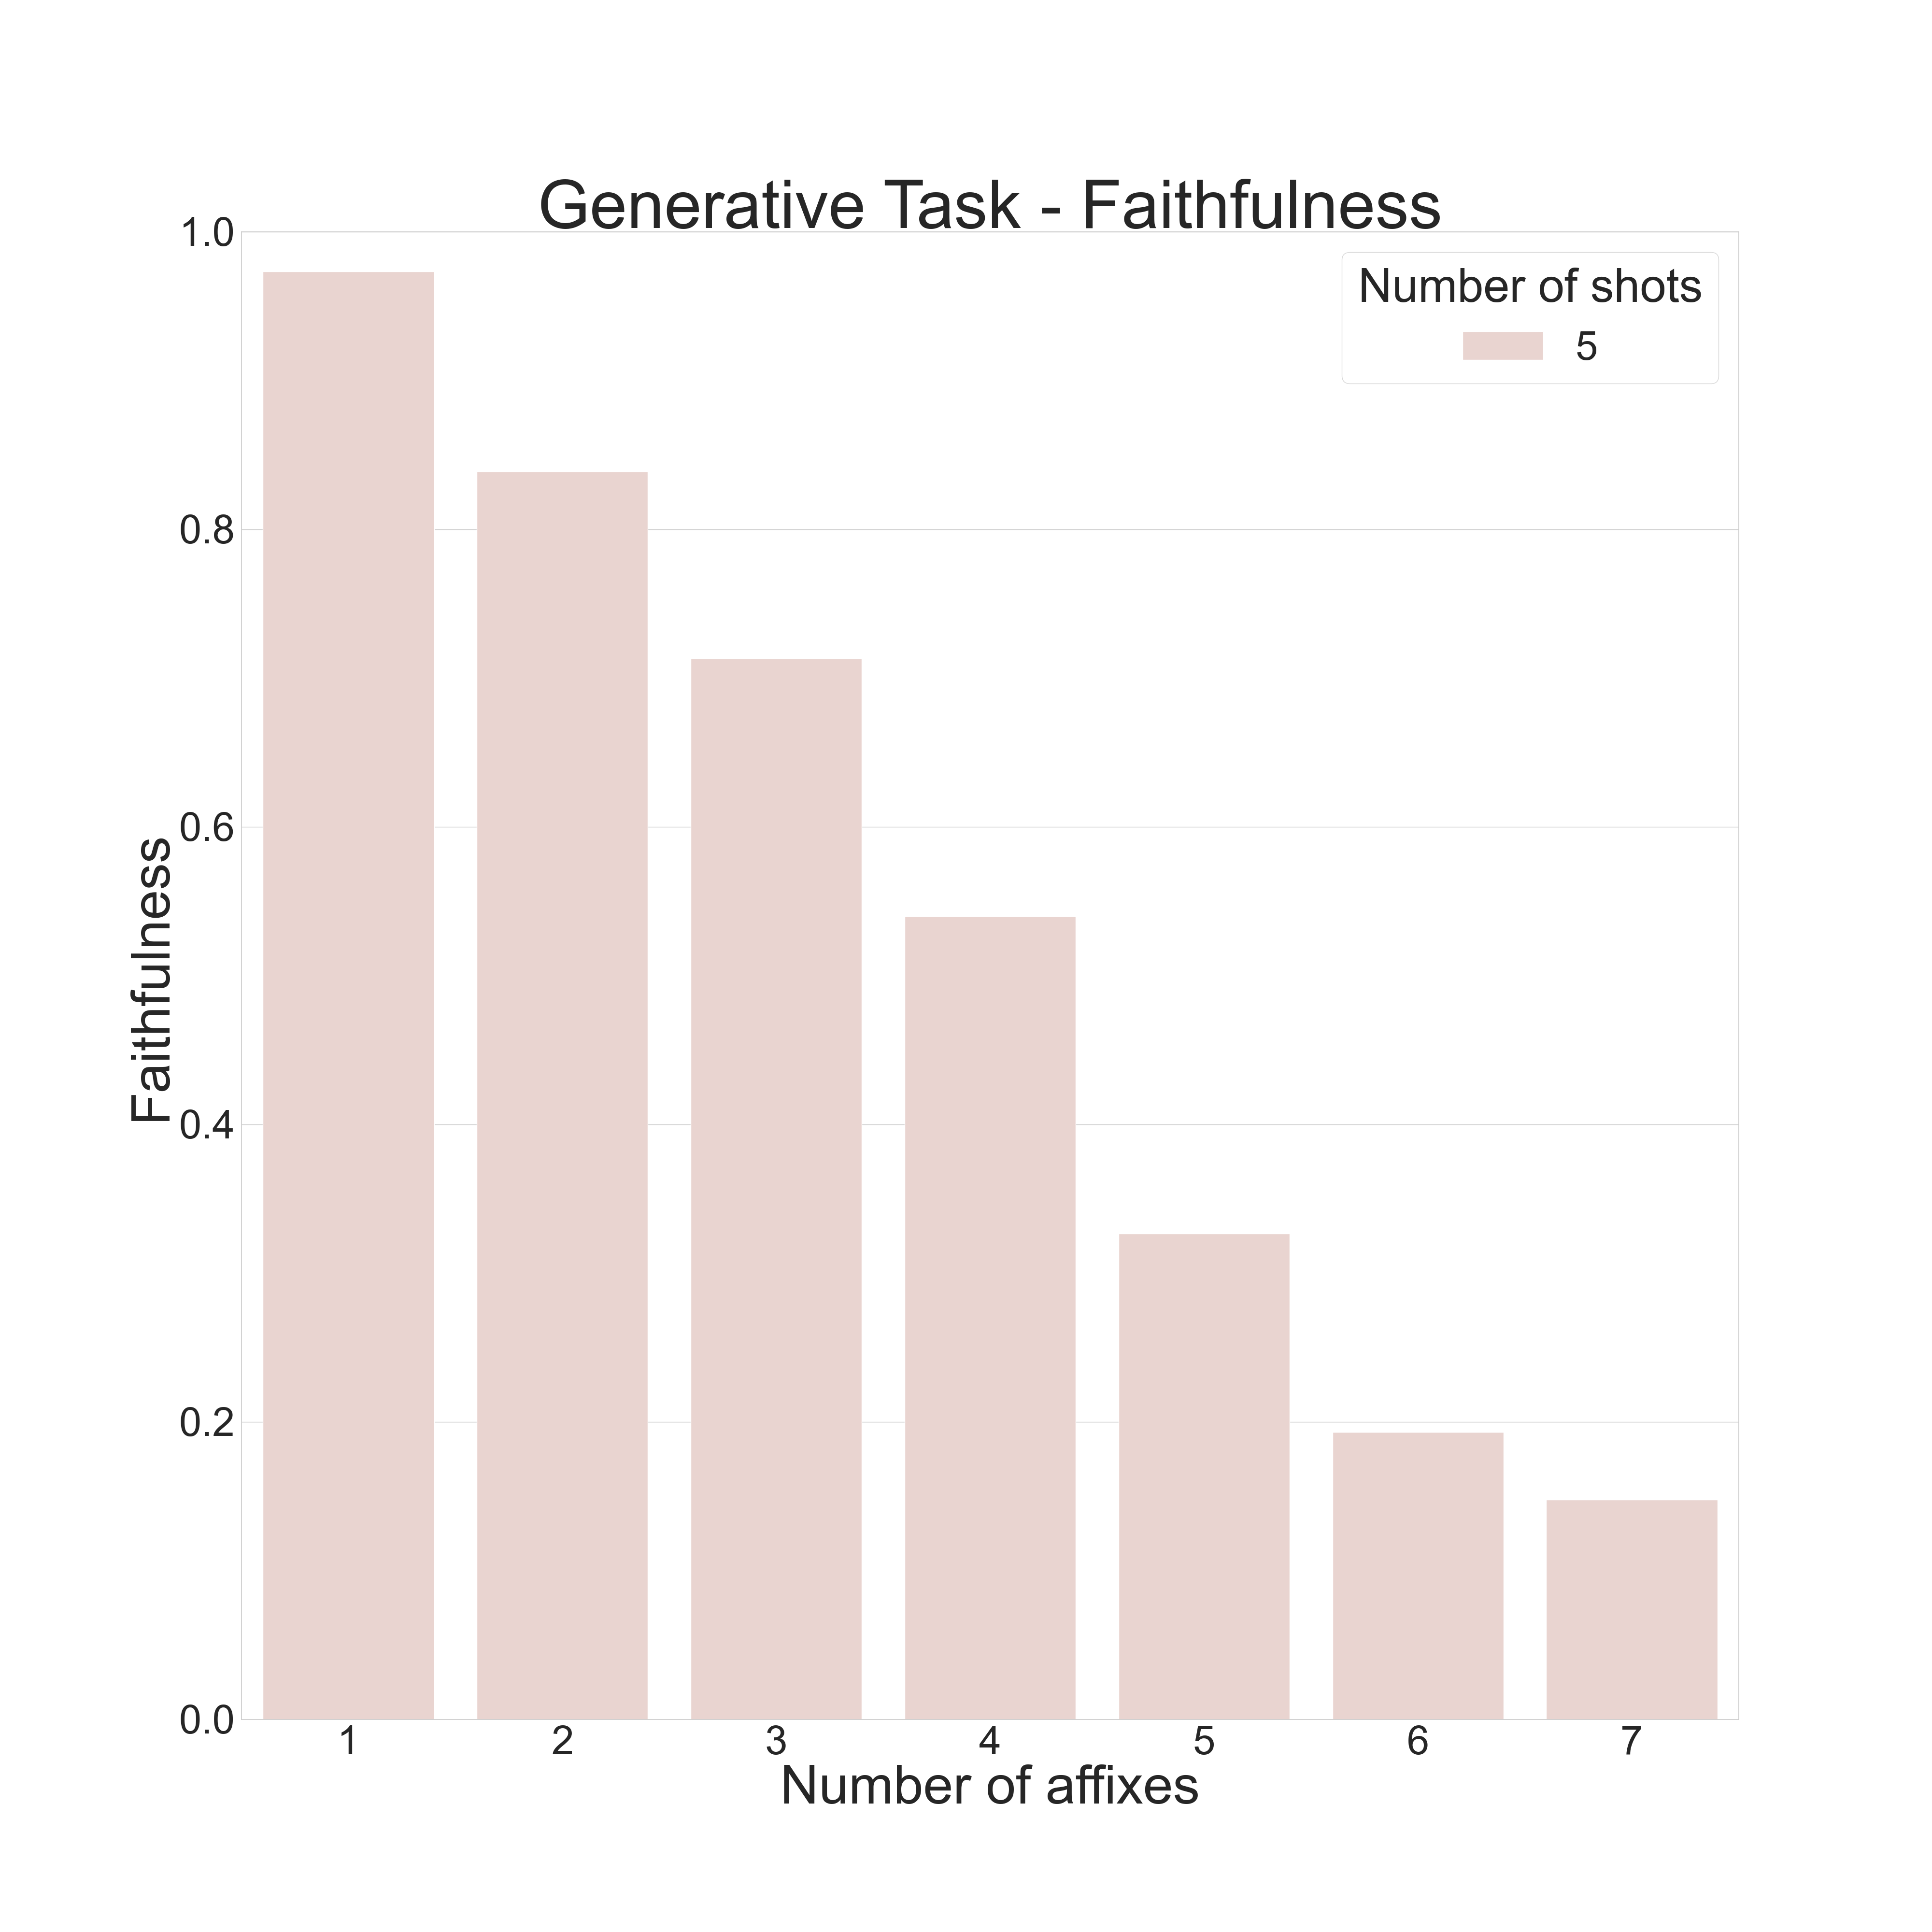 Generative Task - Faithfulness
Number of shots
5
Faithfulness
1.0
0.8
0.6
0.4
0.2
0.0
1 2 3 4 5 6 7
Number of affixes